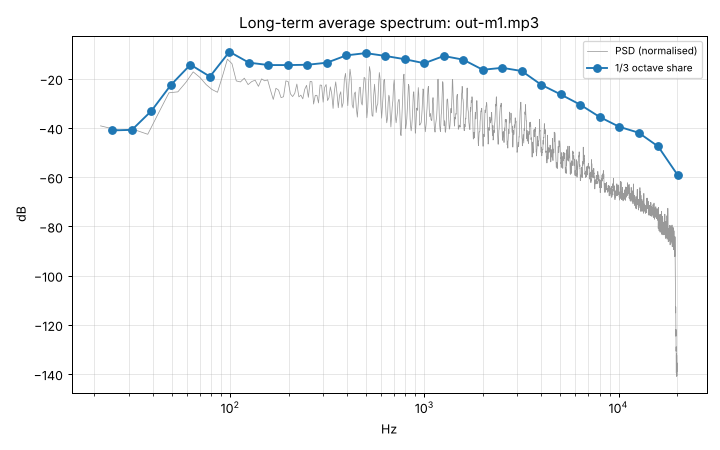 Long-term average spectrum: out-m1.mp3
PSD (normalised)
1/3 octave share
dB
−20
−40
−60
−80
−100
−120
−140
10²
10³
10⁴
Hz